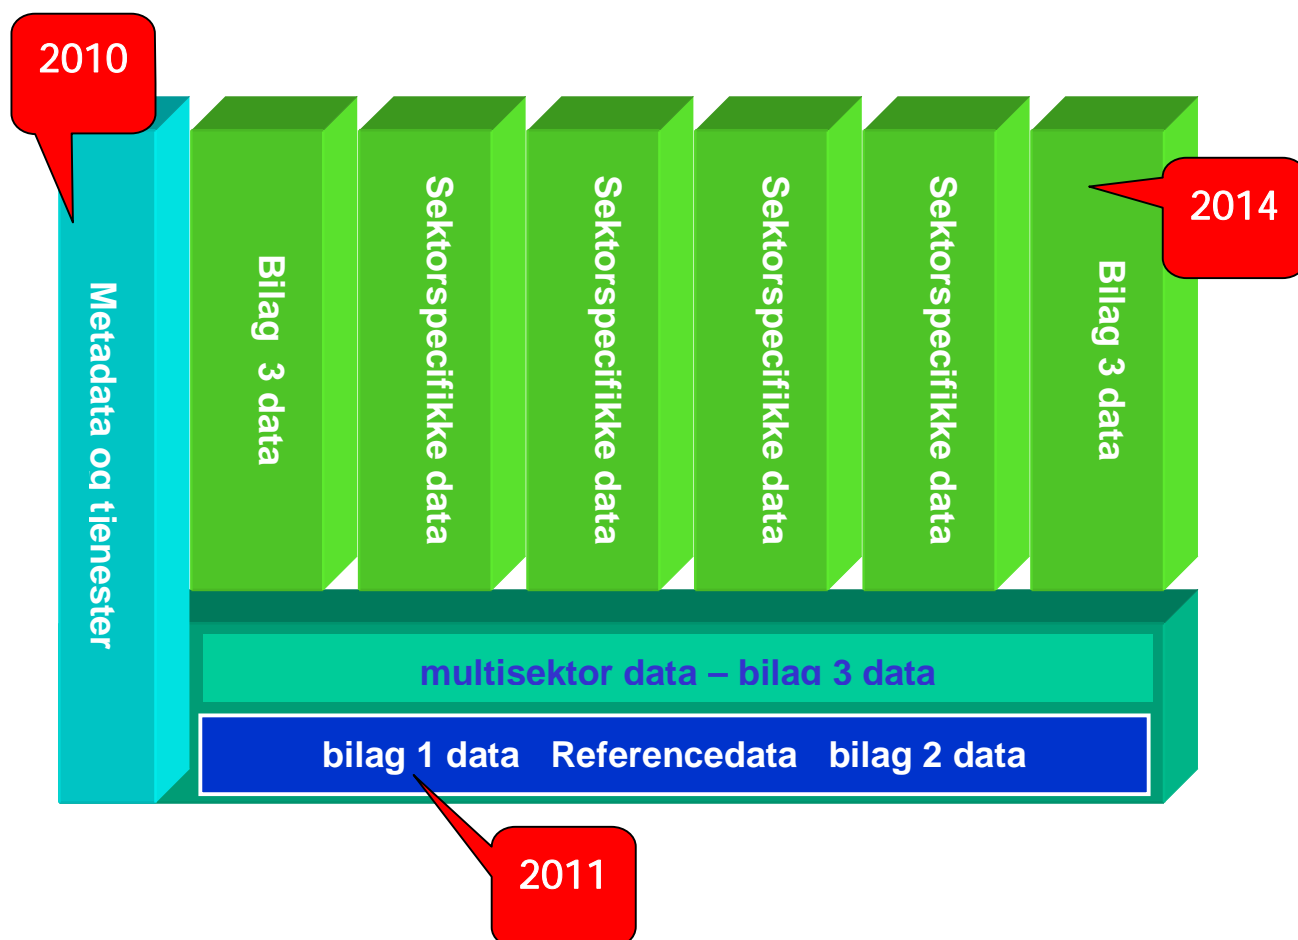 2010
2014
Metadata og tjenester
Bilag 3 data
Sektorspecifikke data
Sektorspecifikke data
Sektorspecifikke data
Sektorspecifikke data
Bilag 3 data
multisektor data – bilag 3 data
bilag 1 data Referencedata bilag 2 data
2011